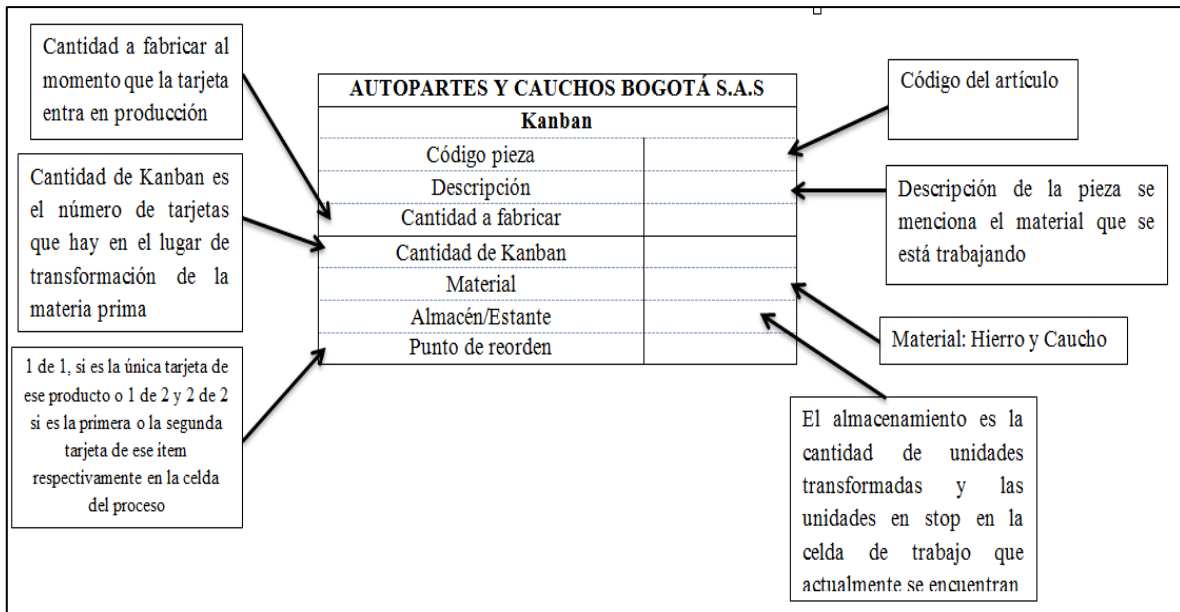 Cantidad a fabricar al
momento que la tarjeta
entra en producción
Cantidad de Kanban es
el número de tarjetas
que hay en el lugar de
transformación de la
materia prima
1 de 1, si es la única tarjeta de
ese producto o 1 de 2 y 2 de 2
si es la primera o la segunda
tarjeta de ese ítem
respectivamente en la celda
del proceso
AUTOPARTES Y CAUCHOS BOGOTÁ S.A.S
Kanban
Código pieza
Descripción
Cantidad a fabricar
Cantidad de Kanban
Material
Almacén/Estante
Punto de reorden
Código del artículo
Descripción de la pieza se
menciona el material que se
está trabajando
Material: Hierro y Caucho
El almacenamiento es la
cantidad de unidades
transformadas y las
unidades en stop en la
celda de trabajo que
actualmente se encuentran